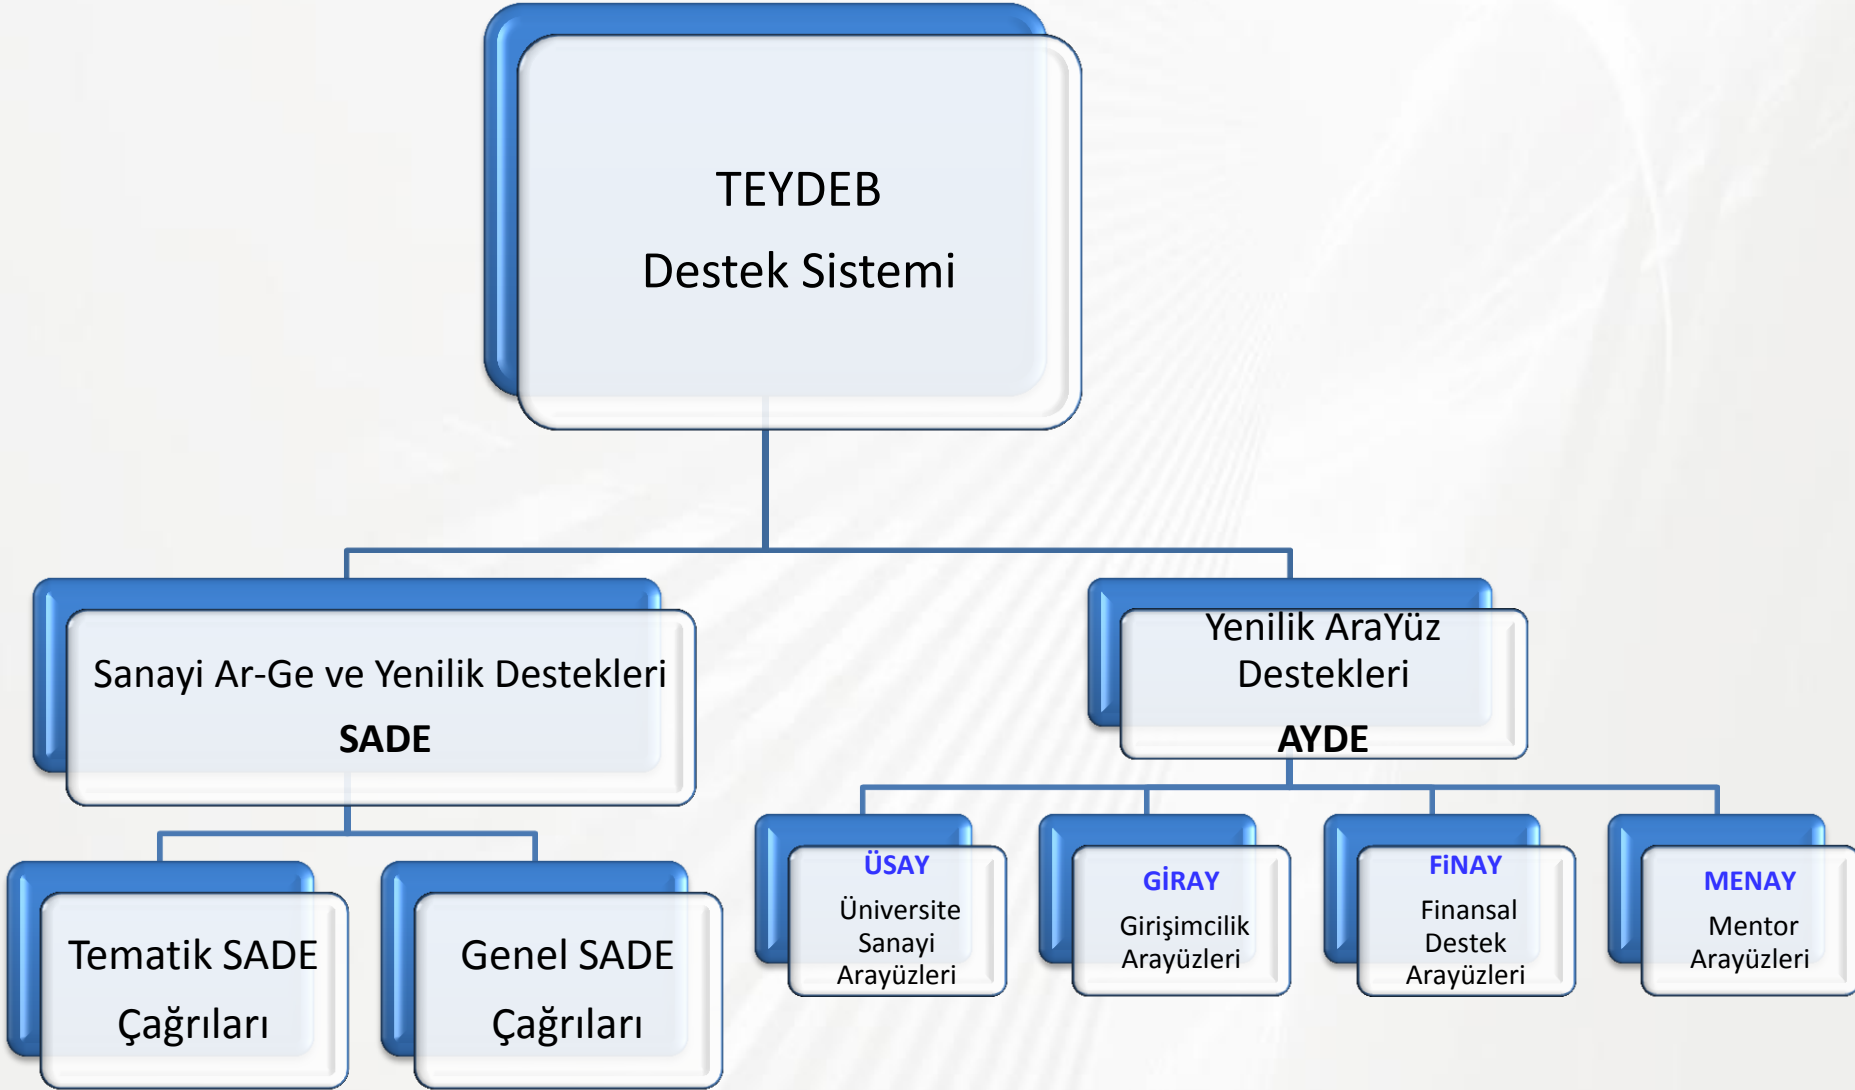 TEYDEB
Destek Sistemi
Sanayi Ar-Ge ve Yenilik Destekleri
SADE
Yenilik AraYüz
Destekleri
AYDE
Tematik SADE
Çağrıları
Genel SADE
Çağrıları
ÜSAY
Üniversite
Sanayi
Arayüzleri
GİRAY
Girişimcilik
Arayüzleri
FiNAY
Finansal
Destek
Arayüzleri
MENAY
Mentor
Arayüzleri